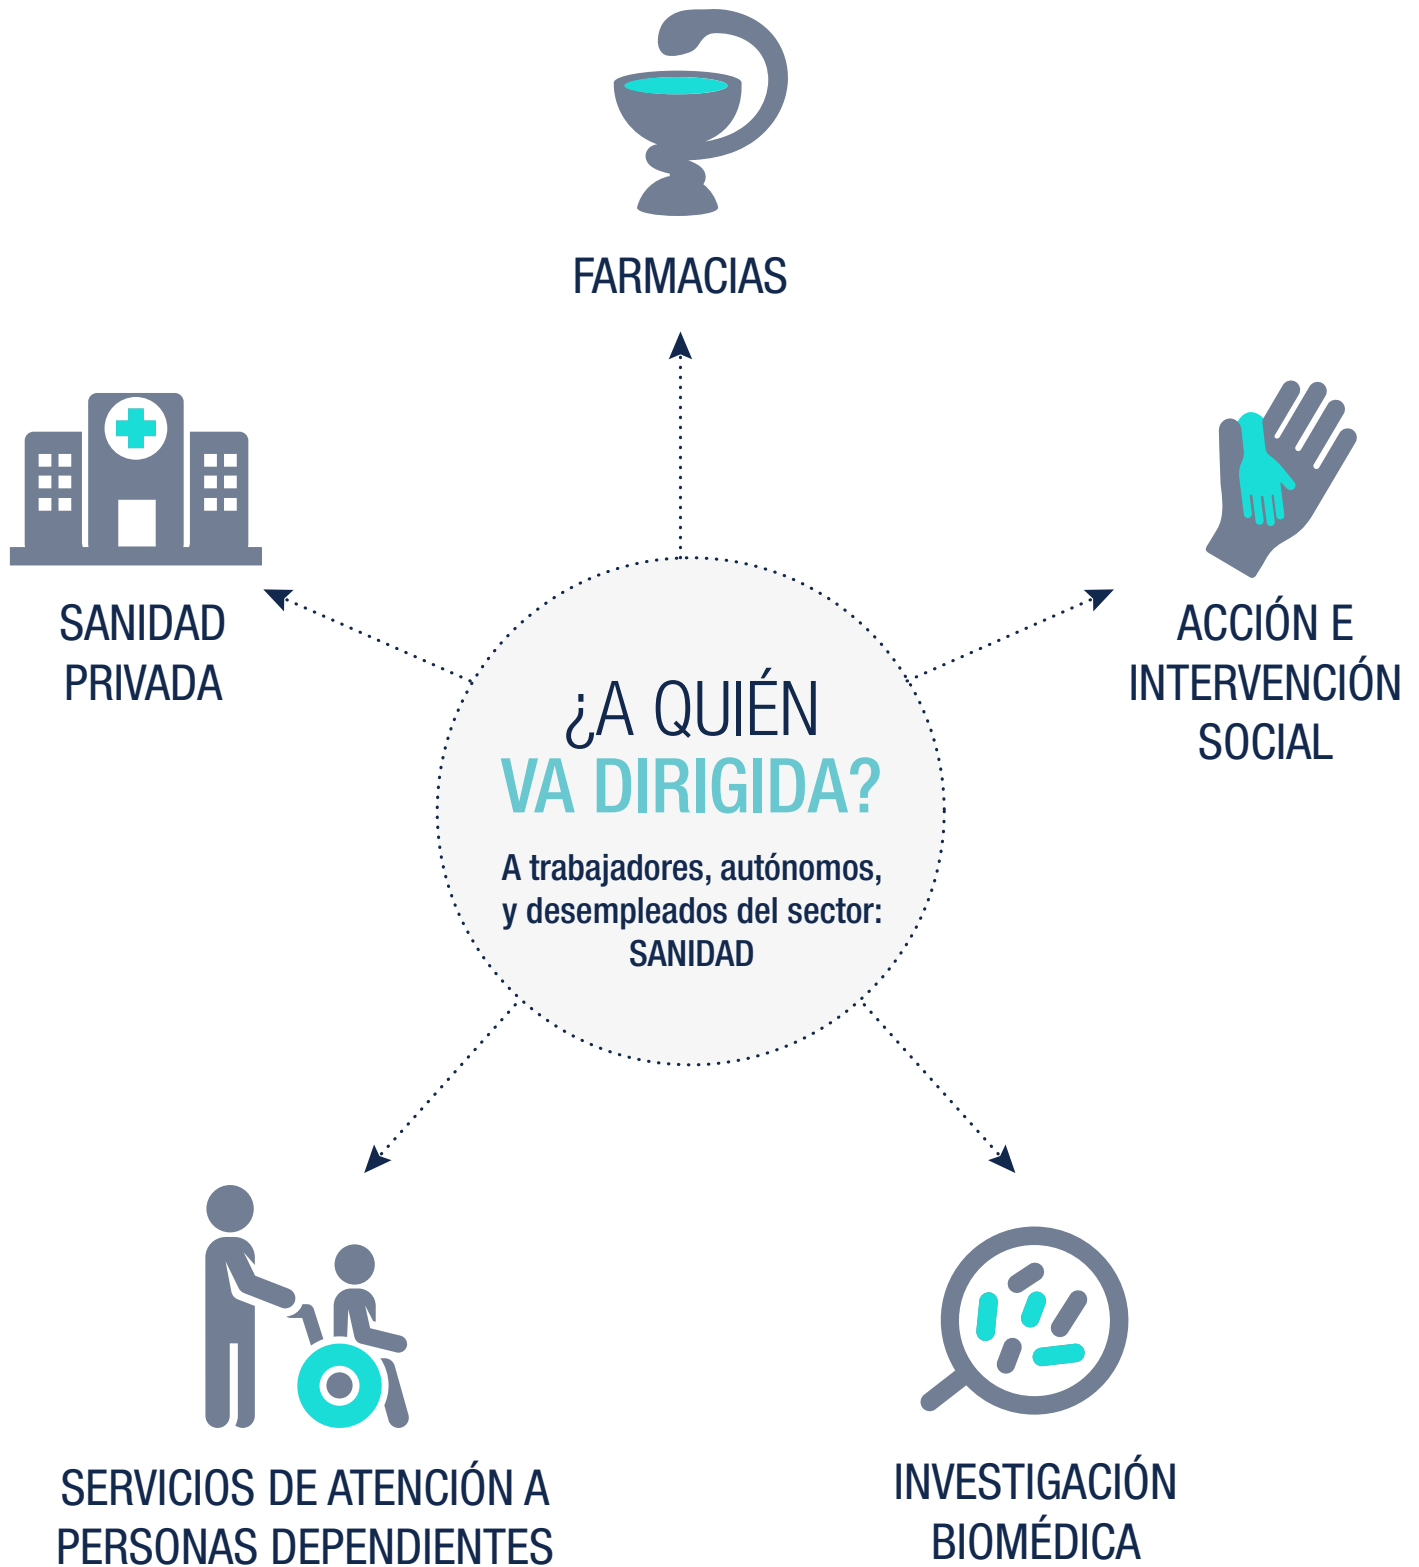 FARMACIAS
SANIDAD
PRIVADA
ACCIÓN E
INTERVENCIÓN
SOCIAL
¿A QUIÉN
VA DIRIGIDA?
A trabajadores, autónomos,
y desempleados del sector:
SANIDAD
SERVICIOS DE ATENCIÓN A
PERSONAS DEPENDIENTES
INVESTIGACIÓN
BIOMÉDICA